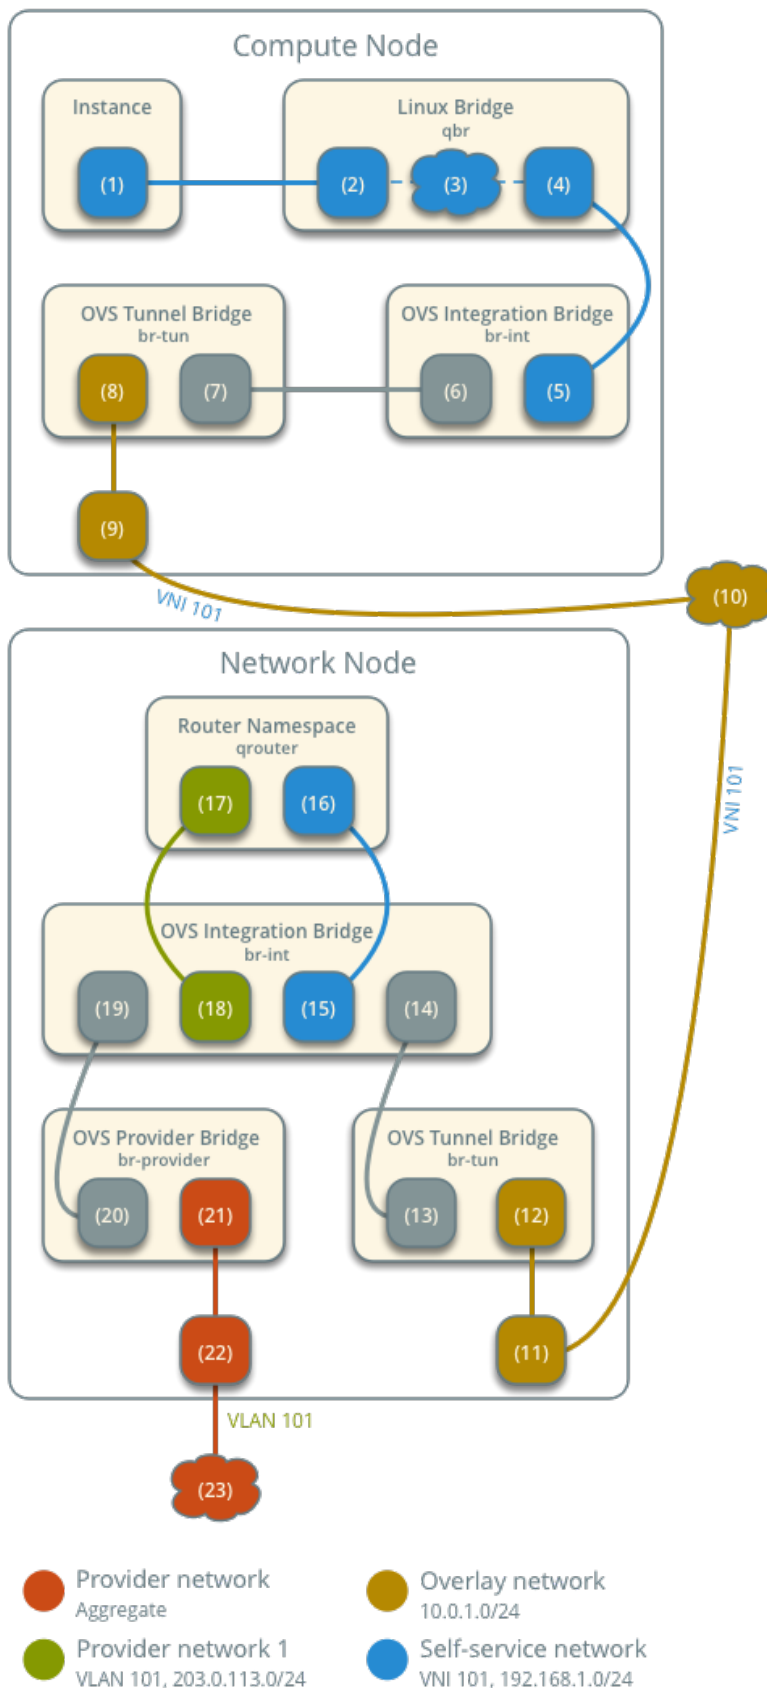 Compute Node
Instance
Linux Bridge
qbr
(1)
(2)
(3)
(4)
OVS Tunnel Bridge
br-tun
OVS Integration Bridge
br-int
(8)
(7)
(6)
(5)
(9)
VNI 101
(10)
Network Node
Router Namespace
qrouter
(17)
(16)
VNI 101
OVS Integration Bridge
br-int
(19)
(18)
(15)
(14)
OVS Provider Bridge
br-provider
OVS Tunnel Bridge
br-tun
(20)
(21)
(13)
(12)
(22)
(11)
VLAN 101
(23)
Provider network
Aggregate
Overlay network
10.0.1.0/24
Provider network 1
VLAN 101, 203.0.113.0/24
Self-service network
VNI 101, 192.168.1.0/24